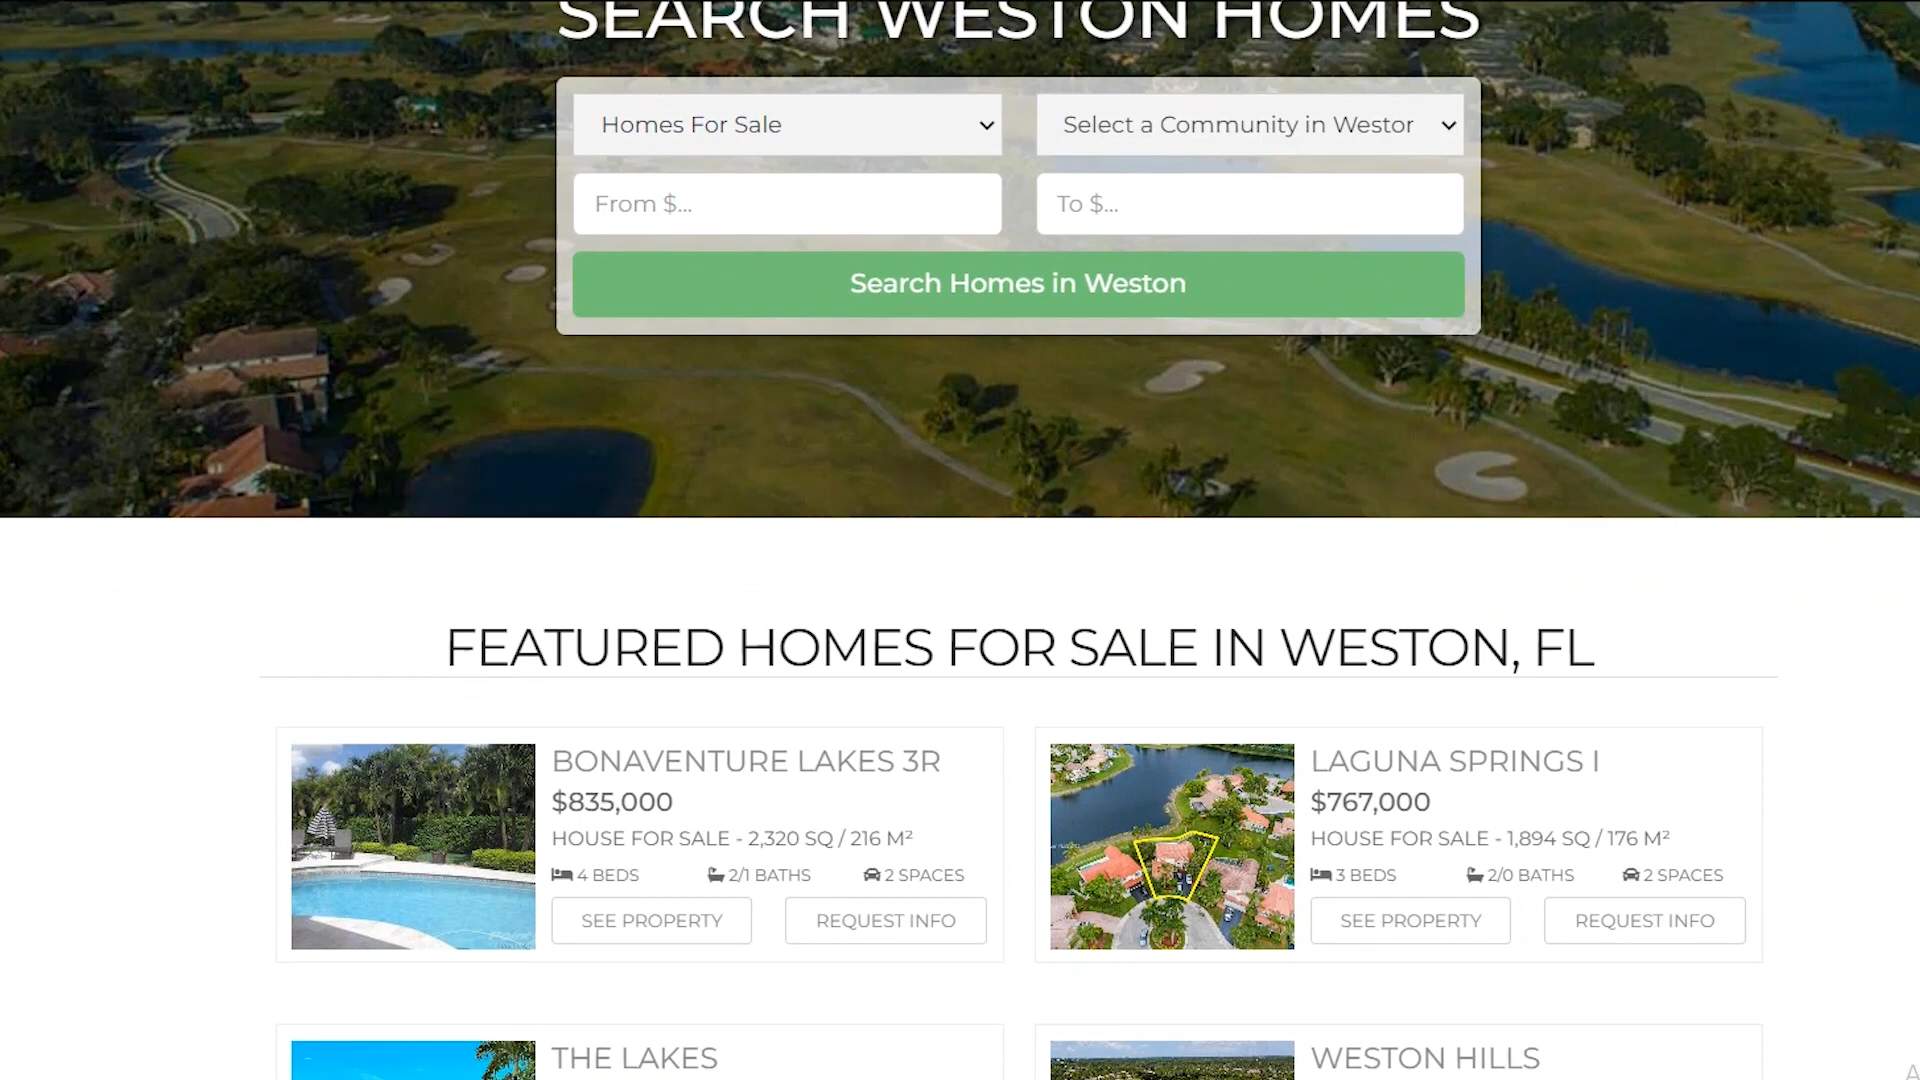 SEARCH WESTON HOMES
Homes For Sale
Select a Community in Westor
From $...
To $...
Search Homes in Weston
FEATURED HOMES FOR SALE IN WESTON, FL
BONAVENTURE LAKES 3R
$835,000
HOUSE FOR SALE - 2,320 SQ / 216 M²
4 BEDS
2/1 BATHS
2 SPACES
SEE PROPERTY
REQUEST INFO
LAGUNA SPRINGS I
$767,000
HOUSE FOR SALE - 1,894 SQ / 176 M²
3 BEDS
2/0 BATHS
2 SPACES
SEE PROPERTY
REQUEST INFO
THE LAKES
WESTON HILLS